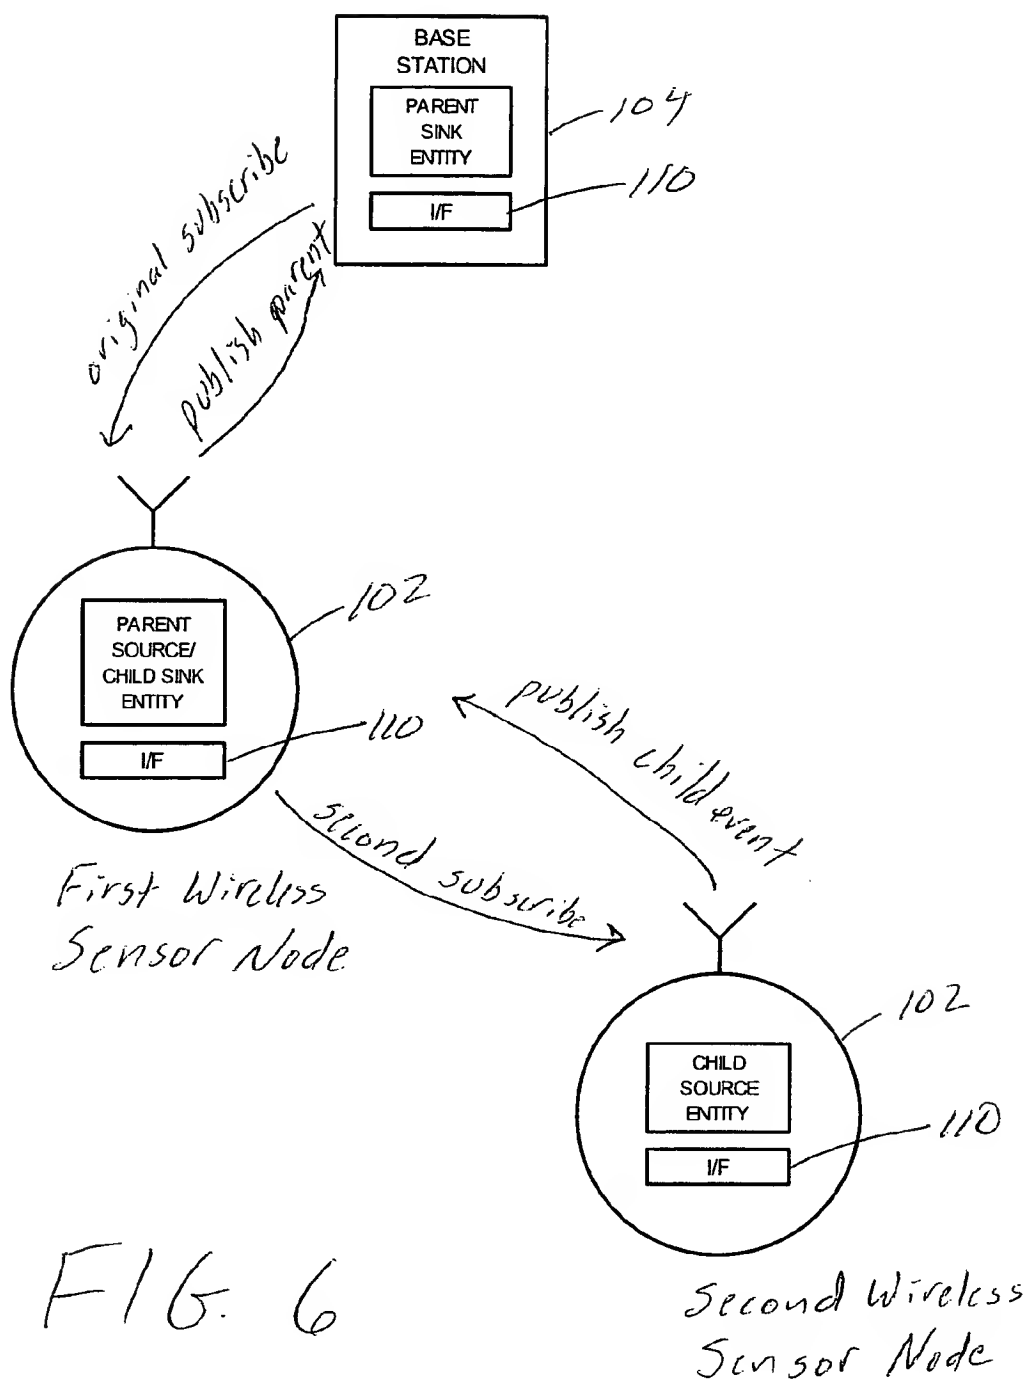 BASE
STATION
PARENT
SINK
ENTITY
I/F
104
110
original subscribe
publish parent
PARENT
SOURCE/
CHILD SINK
ENTITY
I/F
102
110
First Wireless
Sensor Node
publish child event
second subscribe
CHILD
SOURCE
ENTITY
I/F
102
110
Second Wireless
Sensor Node
FIG. 6